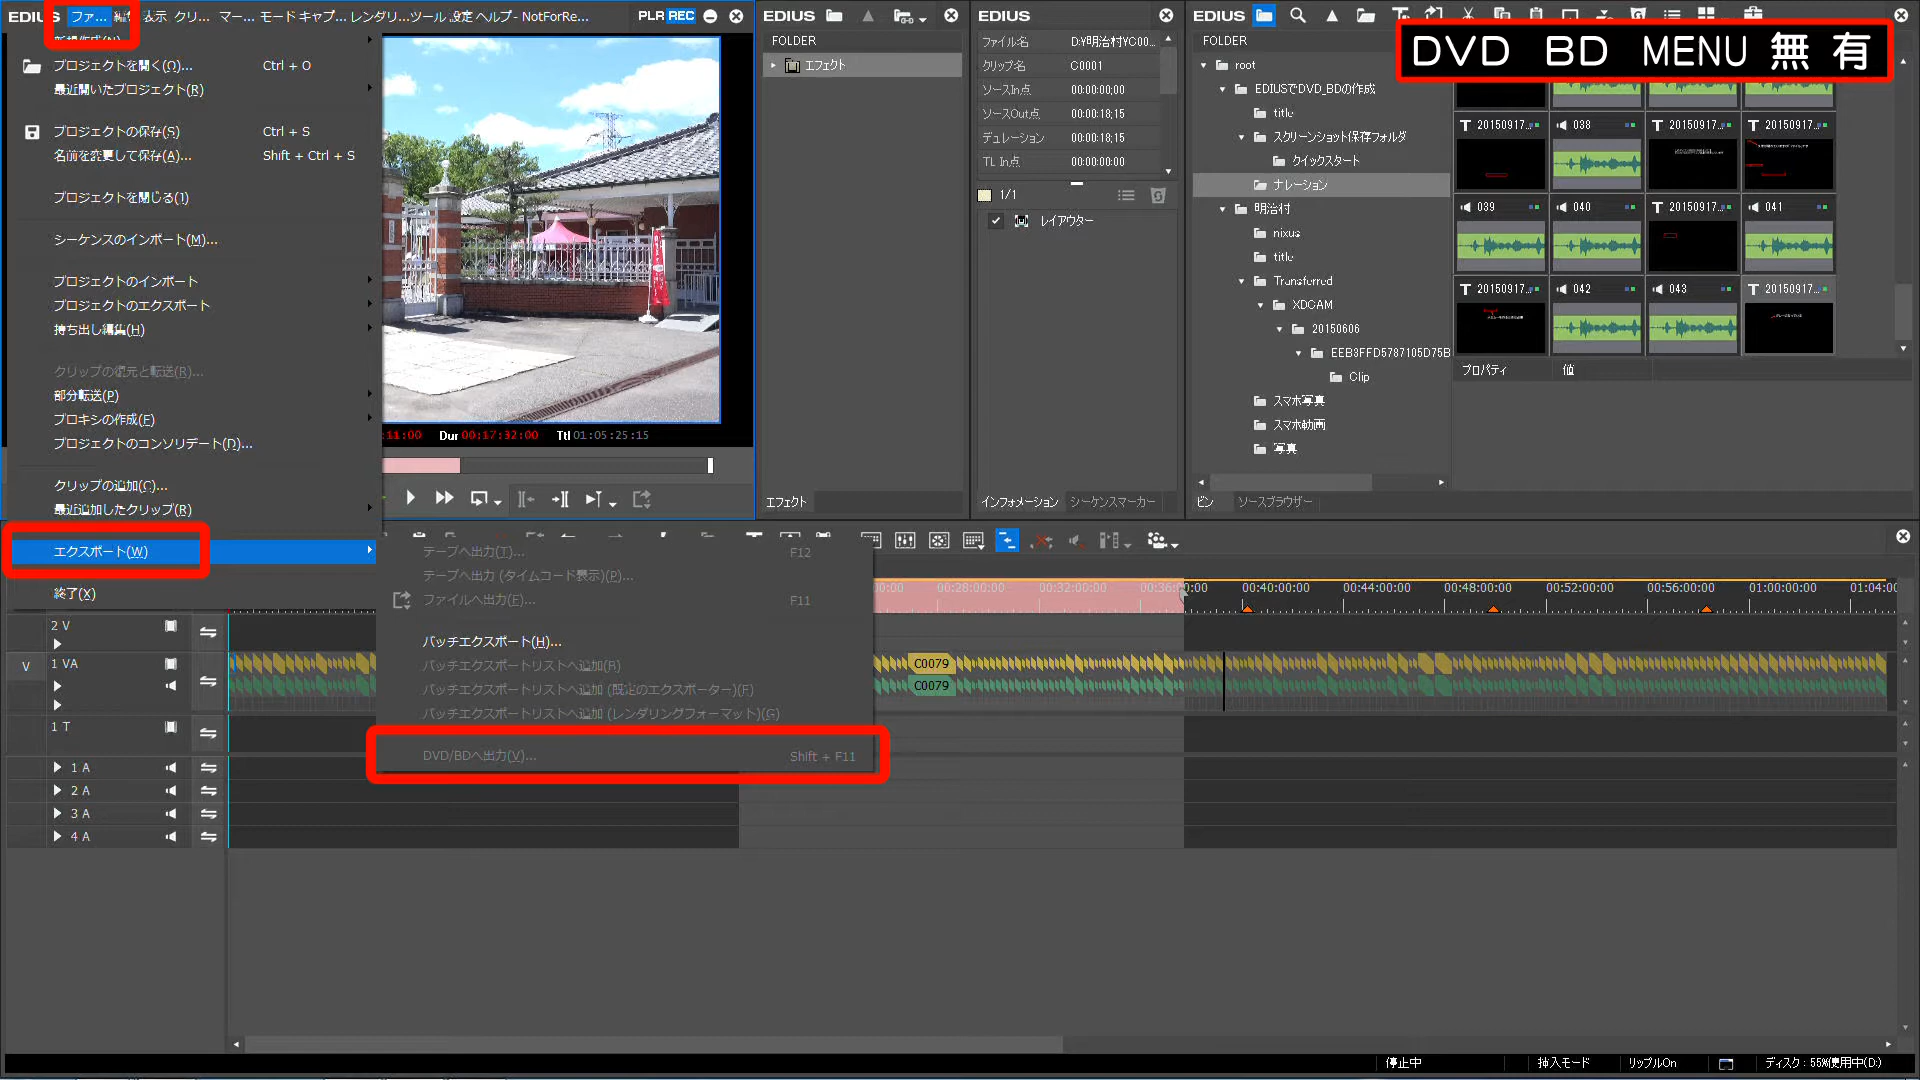 EDIUS ファ... 編集 表示 クリ... マー... モード キャプ... レンダリ... ツール 設定 ヘルプ - NotForRe... PLR REC
新規作成(N)
プロジェクトを開く(O)... Ctrl + O
最近開いたプロジェクト(R)
プロジェクトの保存(S) Ctrl + S
名前を変更して保存(A)... Shift + Ctrl + S
プロジェクトを閉じる(1)
シーケンスのインポート(M)...
プロジェクトのインポート
プロジェクトのエクスポート
持ち出し編集(H)
クリップの復元と転送(R)...
部分転送(P)
プロキシの作成(E)
プロジェクトのコンソリデート(D)...
クリップの追加(C)...
最近追加したクリップ(R)
エクスポート(W)
終了(X)
テープへ出力(T)... F12
テープへ出力 (タイムコード表示)(P)...
ファイルへ出力(F)... F11
バッチエクスポート(H)...
バッチエクスポートリストへ追加(R)
バッチエクスポートリストへ追加 (既定のエクスポーター)(F)
バッチエクスポートリストへ追加 (レンダリングフォーマット)(G)
DVD/BDへ出力(V)... Shift + F11
:11:00 Dur 00:17:32:00 Ttl 01:05:25:15
EDIUS
FOLDER
エフェクト
エフェクト
EDIUS
ファイル名 D:¥明治村¥C00...
クリップ名 C0001
ソースIn点 00:00:00;00
ソースOut点 00:00:18;15
デュレーション 00:00:18;15
TL In点 00:00:00:00
1/1
レイアウター
インフォメーション シーケンスマーカー
EDIUS
DVD BD MENU 無 有
FOLDER
root
EDIUSでDVD_BDの作成
title
スクリーンショット保存フォルダ
クイックスタート
ナレーション
明治村
nixus
title
Transferred
XDCAM
20150606
EEB3FFD5787105D75B
Clip
スマホ写真
スマホ動画
写真
ビン ソースブラウザー
T 20150917... 038 T 20150917... T 20150917...
039 040 T 20150917... 041
T 20150917... 042 043 T 20150917...
プロパティ 値
00:00 00:28:00:00 00:32:00:00 00:36:00:00 00:40:00:00 00:44:00:00 00:48:00:00 00:52:00:00 00:56:00:00 01:00:00:00 01:04:0
2 V
V 1 VA
C0079
C0079
1 T
1 A
2 A
3 A
4 A
停止中 挿入モード リップルOn ディスク : 55%使用中(D:)